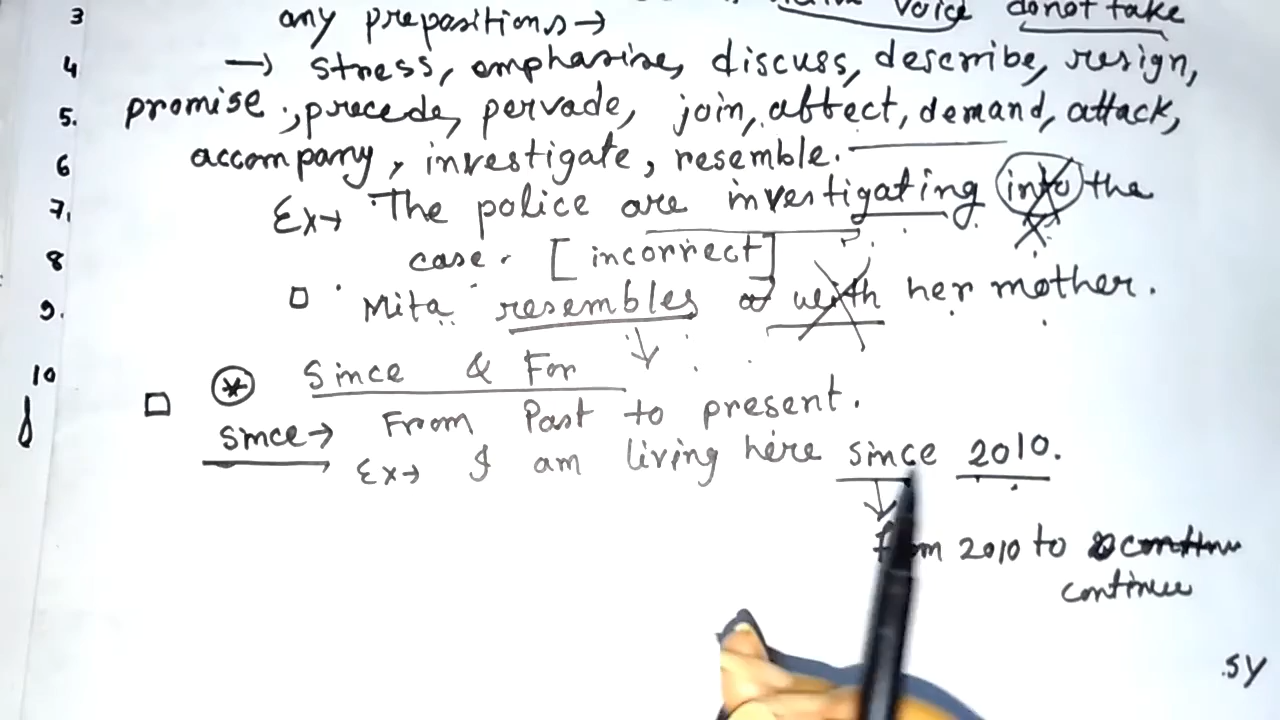 voice donot take
3
any prepositions→
4
→ stress, emphasise, discuss, describe, resign,
5.
promise, precede, pervade, join, affect, demand, attack,
6
accompany, investigate, resemble.
7,
Ex→ The police are investigating into the
8
case. [incorrect]
9.
Mita resembles with her mother.
10
* Since & For
since→ From Past to present.
Ex→ I am living here since 2010.
from 2010 to continue
continue
SY